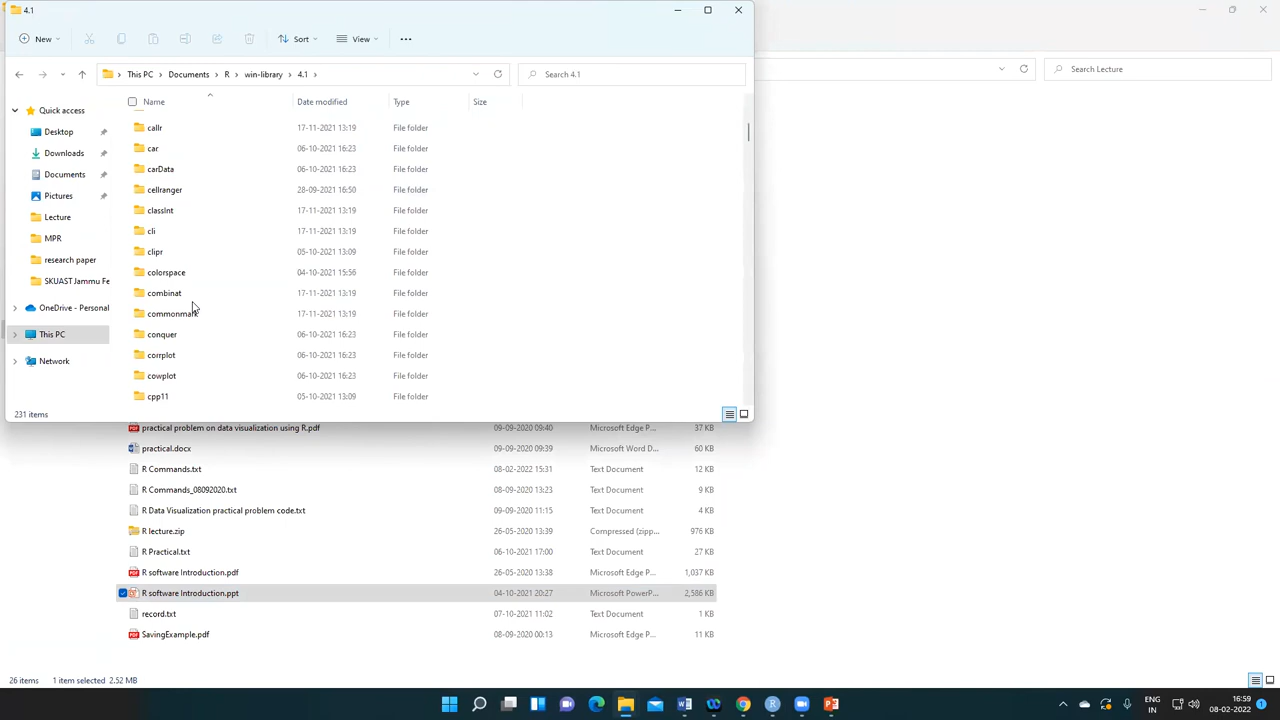 4.1
New
Sort
View
This PC
Documents
R
win-library
4.1
Search 4.1
Search Lecture
Name
Date modified
Type
Size
Quick access
Desktop
Downloads
Documents
Pictures
Lecture
MPR
research paper
SKUAST Jammu Fe
OneDrive - Personal
This PC
Network
callr 17-11-2021 13:19 File folder
car 06-10-2021 16:23 File folder
carData 06-10-2021 16:23 File folder
cellranger 28-09-2021 16:50 File folder
classInt 17-11-2021 13:19 File folder
cli 17-11-2021 13:19 File folder
clipr 05-10-2021 13:09 File folder
colorspace 04-10-2021 15:56 File folder
combinat 17-11-2021 13:19 File folder
commonmark 17-11-2021 13:19 File folder
conquer 06-10-2021 16:23 File folder
corrplot 06-10-2021 16:23 File folder
cowplot 06-10-2021 16:23 File folder
cpp11 05-10-2021 13:09 File folder
231 items
practical problem on data visualization using R.pdf 09-09-2020 09:40 Microsoft Edge P... 37 KB
practical.docx 09-09-2020 09:39 Microsoft Word D... 60 KB
R Commands.txt 08-02-2022 15:31 Text Document 12 KB
R Commands_08092020.txt 08-09-2020 13:23 Text Document 9 KB
R Data Visualization practical problem code.txt 09-09-2020 11:15 Text Document 4 KB
R lecture.zip 26-05-2020 13:39 Compressed (zipp... 976 KB
R Practical.txt 06-10-2021 17:00 Text Document 27 KB
R software Introduction.pdf 26-05-2020 13:38 Microsoft Edge P... 1,037 KB
R software Introduction.ppt 04-10-2021 20:27 Microsoft PowerP... 2,586 KB
record.txt 07-10-2021 11:02 Text Document 1 KB
SavingExample.pdf 08-09-2020 00:13 Microsoft Edge P... 11 KB
26 items 1 item selected 2.52 MB
ENG
IN
16:59
08-02-2022